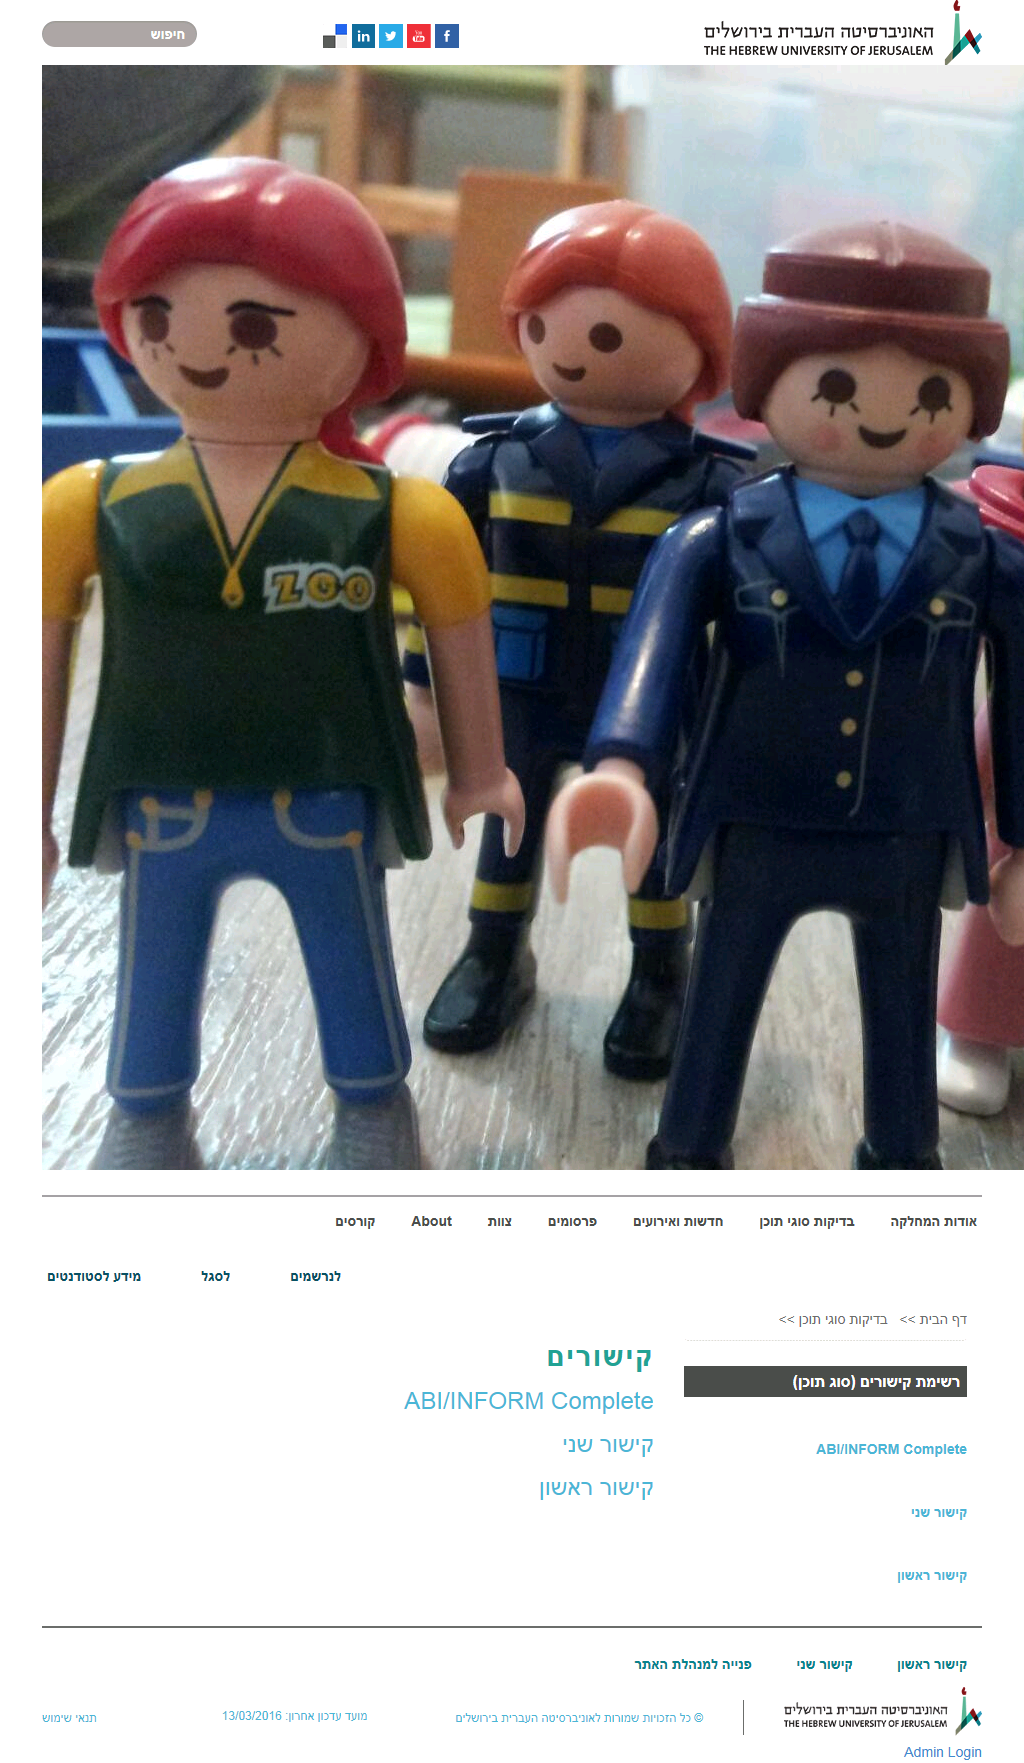 האוניברסיטה העברית בירושלים
THE HEBREW UNIVERSITY OF JERUSALEM
חיפוש
ZOO
אודות המחלקה
בדיקות סוגי תוכן
חדשות ואירועים
פרסומים
צוות
About
קורסים
לנרשמים
לסגל
מידע לסטודנטים
דף הבית >> בדיקות סוגי תוכן >>
רשימת קישורים (סוג תוכן)
ABI/INFORM Complete
קישור שני
קישור ראשון
קישורים
ABI/INFORM Complete
קישור שני
קישור ראשון
קישור ראשון
קישור שני
פנייה למנהלת האתר
האוניברסיטה העברית בירושלים
THE HEBREW UNIVERSITY OF JERUSALEM
© כל הזכויות שמורות לאוניברסיטה העברית בירושלים
מועד עדכון אחרון: 13/03/2016
תנאי שימוש
Admin Login